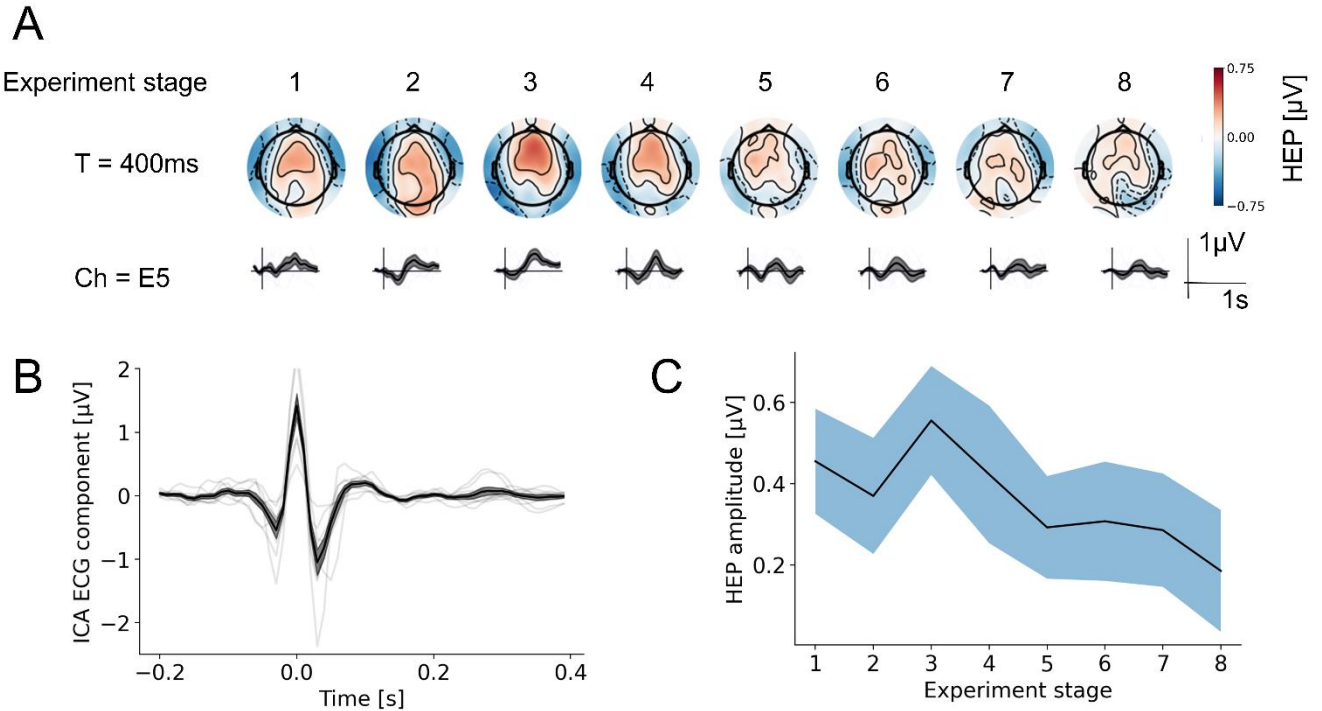 A
Experiment stage 1 2 3 4 5 6 7 8
T = 400ms
0.75
0.00
−0.75
HEP [µV]
Ch = E5
1µV
1s
B
ICA ECG component [µV]
2
1
0
−1
−2
−0.2 0.0 0.2 0.4
Time [s]
C
HEP amplitude [µV]
0.6
0.4
0.2
1 2 3 4 5 6 7 8
Experiment stage